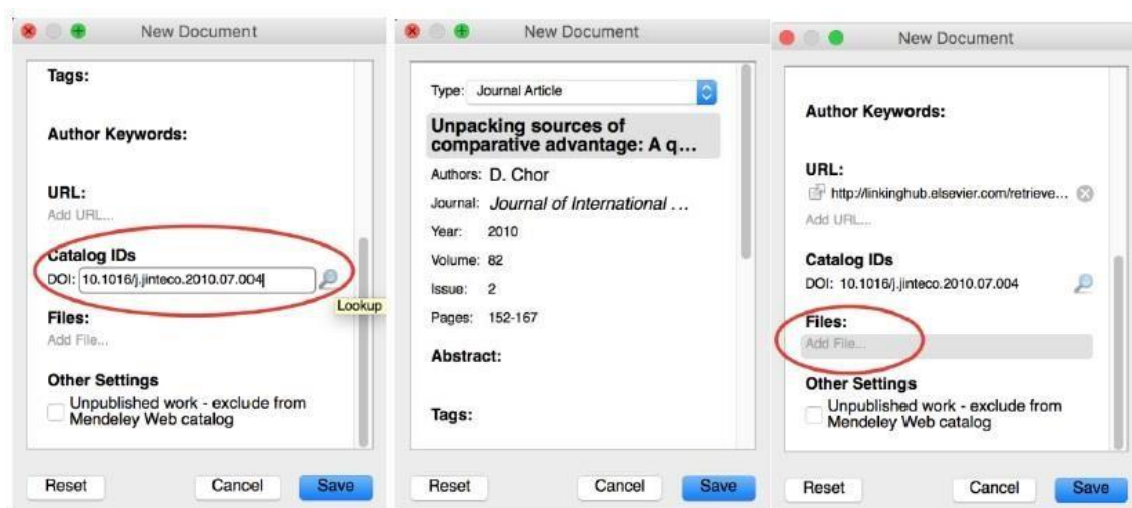 New Document
Tags:
Author Keywords:
URL:
Add URL...
Catalog IDs
DOI: 10.1016/j.jinteco.2010.07.004
Lookup
Files:
Add File...
Other Settings
Unpublished work - exclude from
Mendeley Web catalog
Reset Cancel Save
New Document
Type: Journal Article
Unpacking sources of
comparative advantage: A q...
Authors: D. Chor
Journal: Journal of International ...
Year: 2010
Volume: 82
Issue: 2
Pages: 152-167
Abstract:
Tags:
Reset Cancel Save
New Document
Author Keywords:
URL:
http://linkinghub.elsevier.com/retrieve...
Add URL...
Catalog IDs
DOI: 10.1016/j.jinteco.2010.07.004
Files:
Add File...
Other Settings
Unpublished work - exclude from
Mendeley Web catalog
Reset Cancel Save